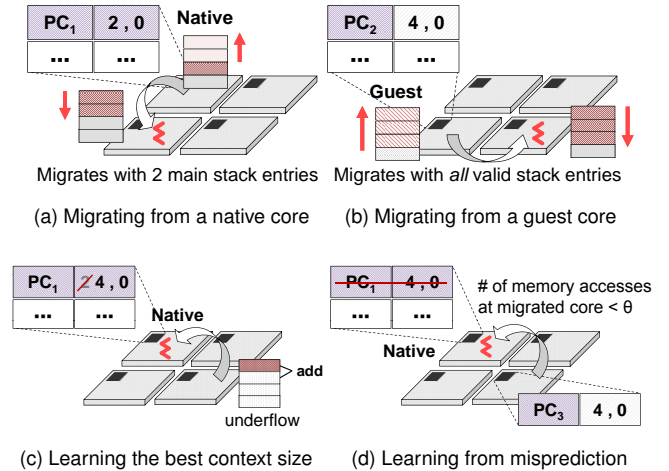 PC1 2 , 0
... ...
Native
Migrates with 2 main stack entries
(a) Migrating from a native core
PC2 4 , 0
... ...
Guest
Migrates with all valid stack entries
(b) Migrating from a guest core
PC1 2 4 , 0
... ...
Native
add
underflow
(c) Learning the best context size
PC1 4 , 0
... ...
# of memory accesses
at migrated core < θ
Native
PC3 4 , 0
(d) Learning from misprediction